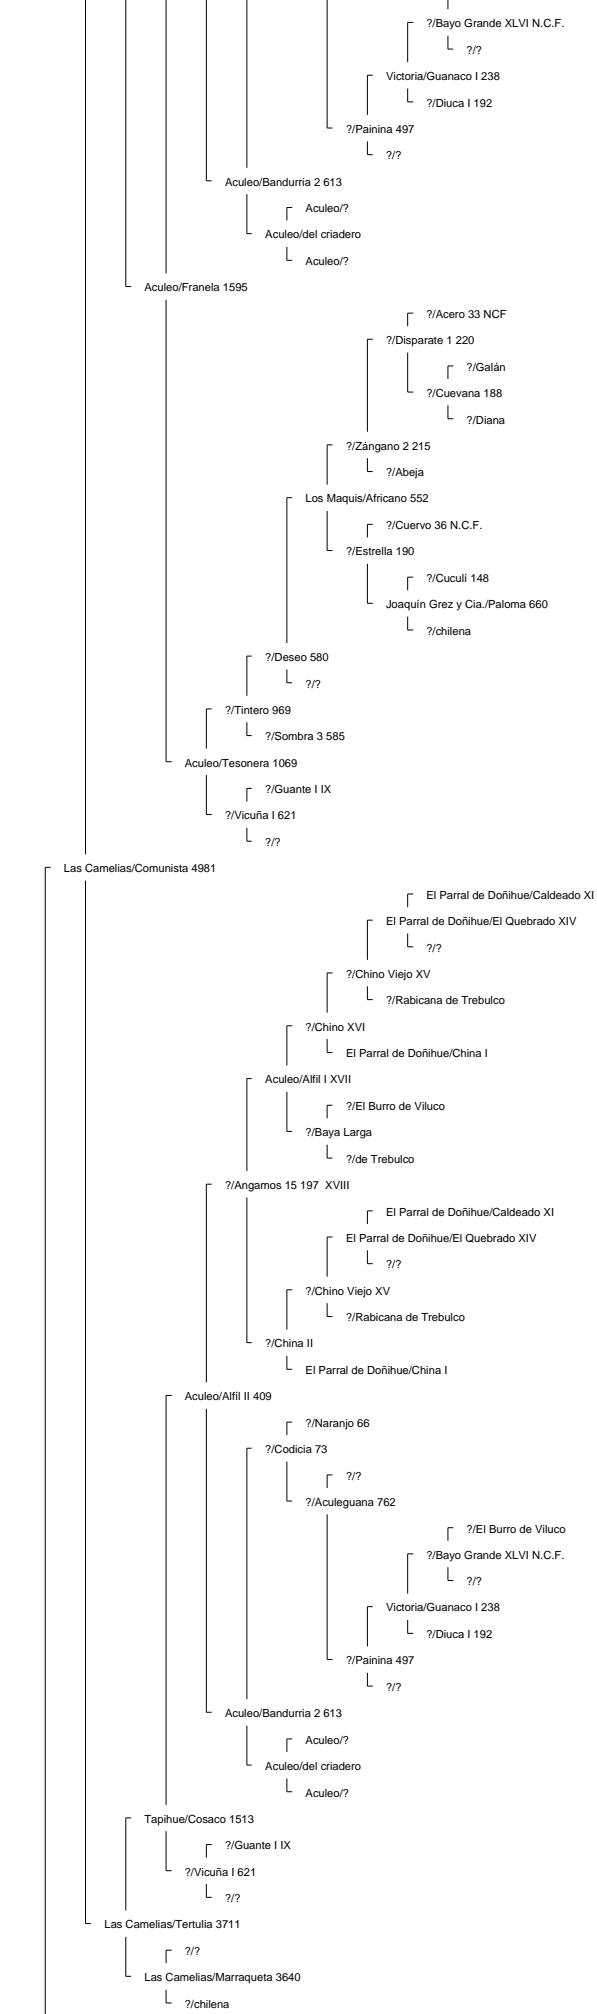 ?/Bayo Grande XLVI N.C.F.
?/?
Victoria/Guanaco I 238
?/Diuca I 192
?/Painina 497
?/?
Aculeo/Bandurria 2 613
Aculeo/?
Aculeo/del criadero
Aculeo/?
Aculeo/Franela 1595
?/Acero 33 NCF
?/Disparate 1 220
?/Galán
?/Cuevana 188
?/Diana
?/Zángano 2 215
?/Abeja
Los Maquis/Africano 552
?/Cuervo 36 N.C.F.
?/Estrella 190
?/Cuculí 148
Joaquín Grez y Cia./Paloma 660
?/chilena
?/Deseo 580
?/?
?/Tintero 969
?/Sombra 3 585
Aculeo/Tesonera 1069
?/Guante I IX
?/Vicuña I 621
?/?
Las Camelias/Comunista 4981
El Parral de Doñihue/Caldeado XI
El Parral de Doñihue/El Quebrado XIV
?/?
?/Chino Viejo XV
?/Rabicana de Trebulco
?/Chino XVI
El Parral de Doñihue/China I
Aculeo/Alfil I XVII
?/El Burro de Viluco
?/Baya Larga
?/de Trebulco
?/Angamos 15 197  XVIII
El Parral de Doñihue/Caldeado XI
El Parral de Doñihue/El Quebrado XIV
?/?
?/Chino Viejo XV
?/Rabicana de Trebulco
?/China II
El Parral de Doñihue/China I
Aculeo/Alfíl II 409
?/Naranjo 66
?/Codicia 73
?/?
?/Aculeguana 762
?/El Burro de Viluco
?/Bayo Grande XLVI N.C.F.
?/?
Victoria/Guanaco I 238
?/Diuca I 192
?/Painina 497
?/?
Aculeo/Bandurria 2 613
Aculeo/?
Aculeo/del criadero
Aculeo/?
Tapihue/Cosaco 1513
?/Guante I IX
?/Vicuña I 621
?/?
Las Camelias/Tertulia 3711
?/?
Las Camelias/Marraqueta 3640
?/chilena